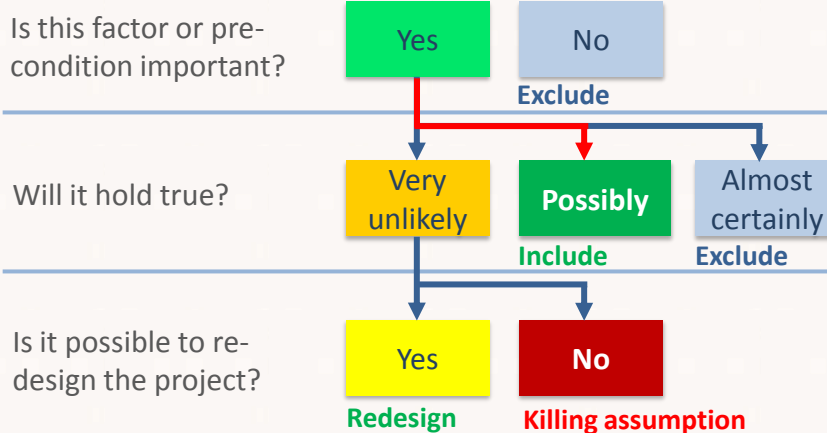 Is this factor or pre-
condition important?
Yes
No
Exclude
Will it hold true?
Very
unlikely
Possibly
Almost
certainly
Include
Exclude
Is it possible to re-
design the project?
Yes
No
Redesign
Killing assumption